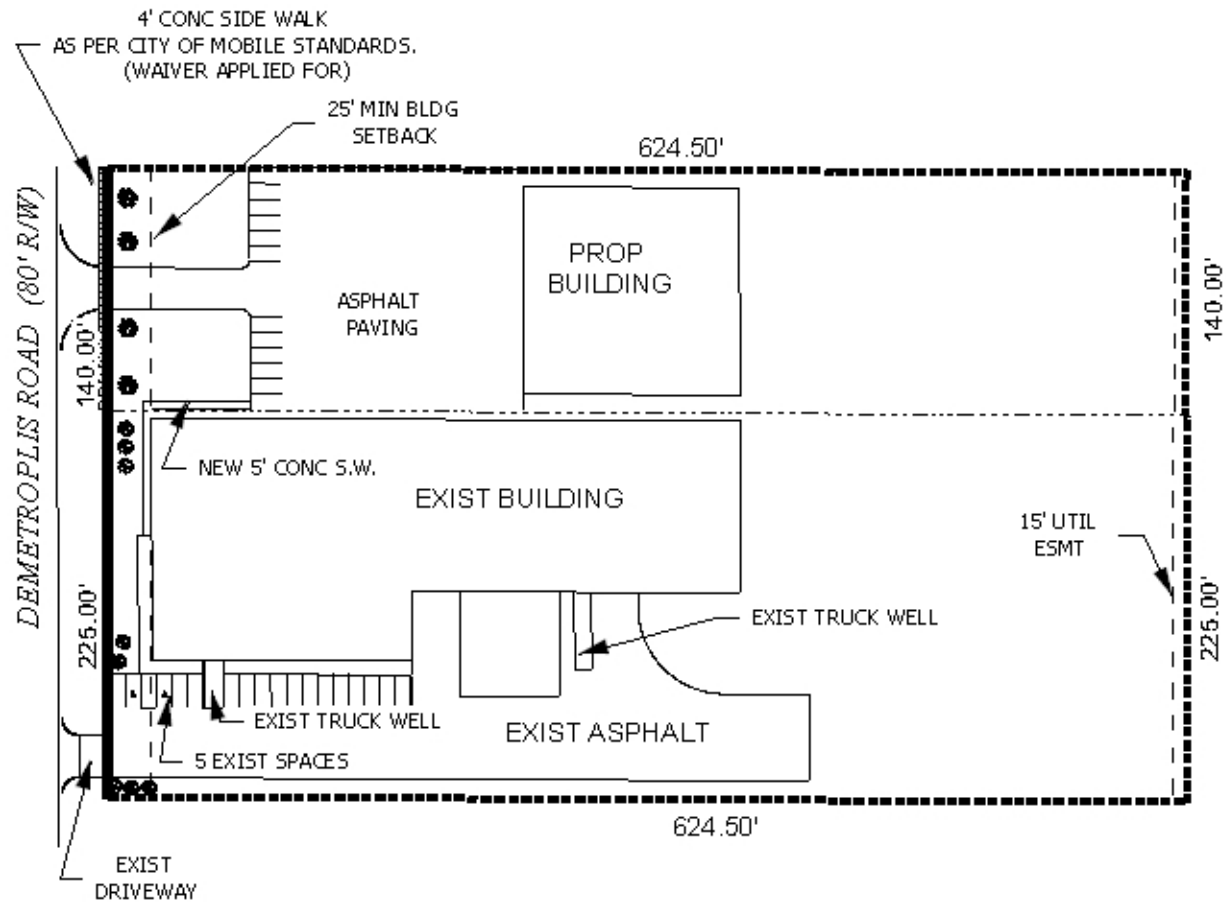 4' CONC SIDE WALK
AS PER CITY OF MOBILE STANDARDS.
(WAIVER APPLIED FOR)
25' MIN BLDG
SETBACK
624.50'
DEMETROPLIS ROAD (80' R/W)
PROP
BUILDING
ASPHALT
PAVING
140.00'
140.00'
NEW 5' CONC S.W.
EXIST BUILDING
15' UTIL
ESMT
225.00'
225.00'
EXIST TRUCK WELL
EXIST TRUCK WELL
EXIST ASPHALT
5 EXIST SPACES
624.50'
EXIST
DRIVEWAY